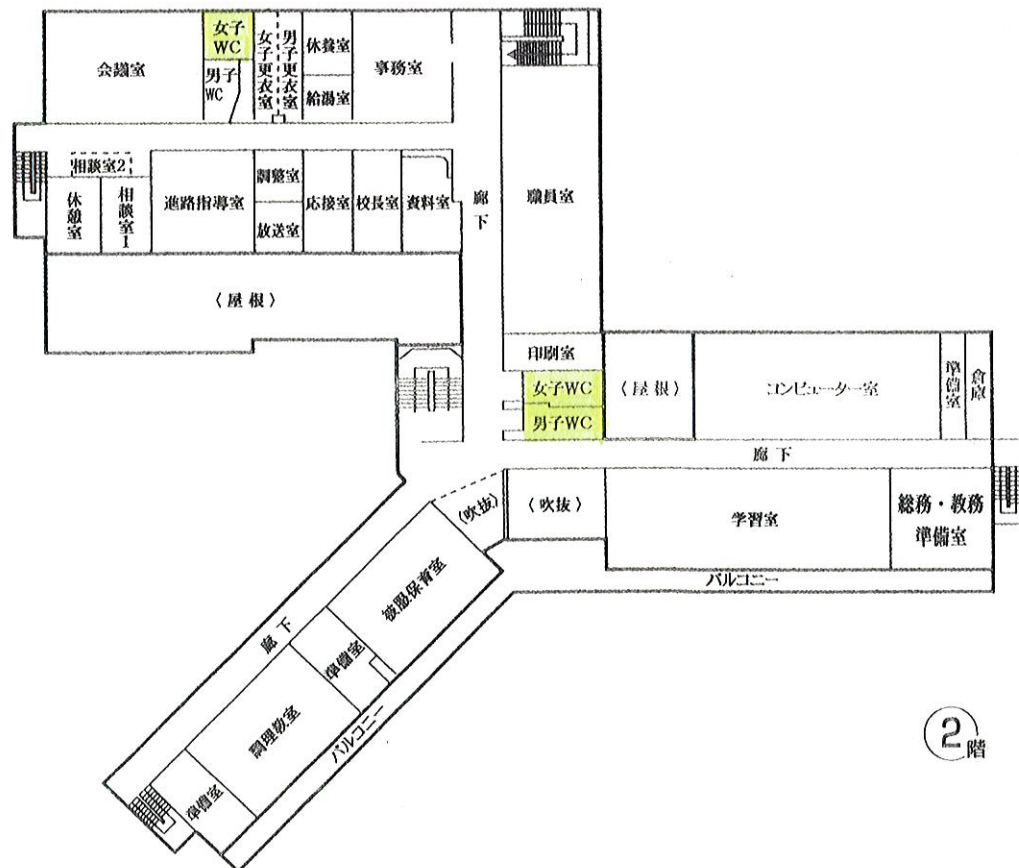 会議室
女子
WC
男子
WC
女子更衣室
男子更衣室
休養室
給湯室
事務室
相談室2
休憩室
相談室1
進路指導室
調整室
放送室
応接室
校長室
資料室
廊下
職員室
〈屋根〉
印刷室
女子WC
男子WC
〈屋根〉
コンピューター室
準備室
倉庫
廊下
〈吹抜〉
〈吹抜〉
学習室
総務・教務
準備室
バルコニー
被服保育室
廊下
準備室
調理教室
バルコニー
準備室
2階